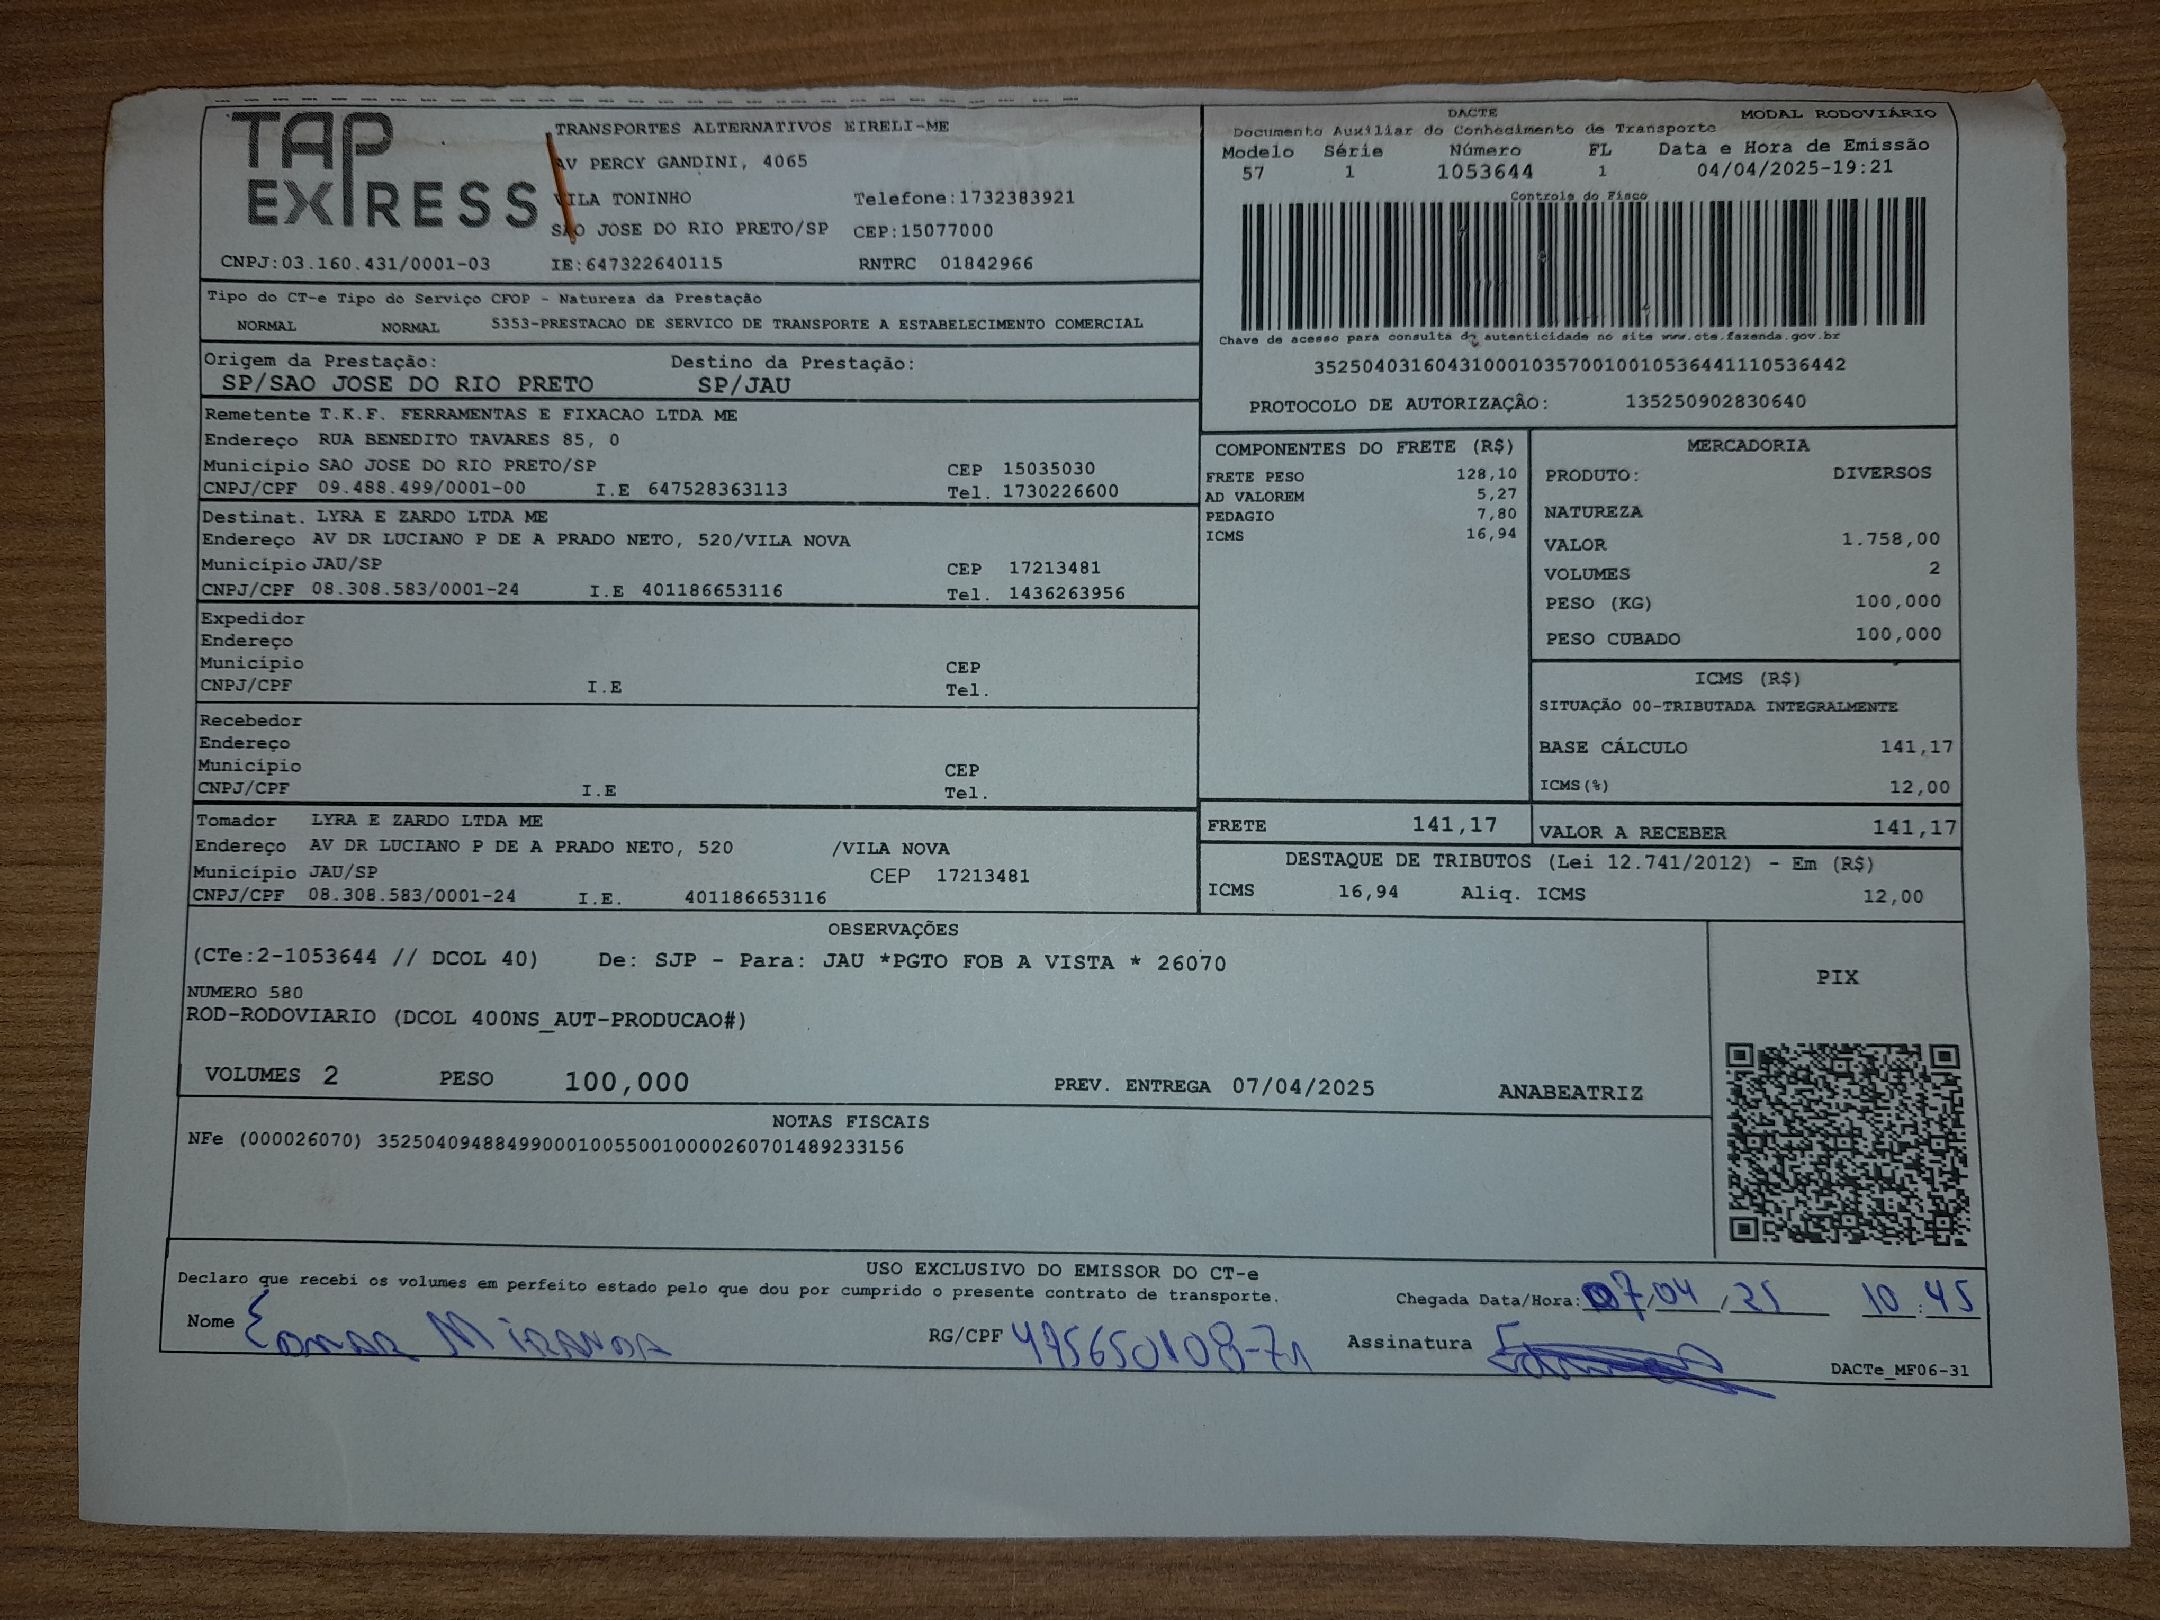 TAP EXPRESS
TRANSPORTES ALTERNATIVOS EIRELI-ME
AV PERCY GANDINI, 4065
VILA TONINHO Telefone:1732383921
SAO JOSE DO RIO PRETO/SP CEP:15077000
CNPJ:03.160.431/0001-03 IE:647322640115 RNTRC 01842966
DACTE MODAL RODOVIÁRIO
Documento Auxiliar do Conhecimento de Transporte
Modelo Série Número FL Data e Hora de Emissão
57 1 1053644 1 04/04/2025-19:21
Controle do Fisco
Chave de acesso para consulta de autenticidade no site www.cte.fazenda.gov.br
35250403160431000103570010010536441110536442
PROTOCOLO DE AUTORIZAÇÃO: 135250902830640
Tipo do CT-e Tipo do Serviço CFOP - Natureza da Prestação
NORMAL NORMAL 5353-PRESTACAO DE SERVICO DE TRANSPORTE A ESTABELECIMENTO COMERCIAL
Origem da Prestação: Destino da Prestação:
SP/SAO JOSE DO RIO PRETO SP/JAU
Remetente T.K.F. FERRAMENTAS E FIXACAO LTDA ME
Endereço RUA BENEDITO TAVARES 85, 0
Município SAO JOSE DO RIO PRETO/SP CEP 15035030
CNPJ/CPF 09.488.499/0001-00 I.E 647528363113 Tel. 1730226600
Destinat. LYRA E ZARDO LTDA ME
Endereço AV DR LUCIANO P DE A PRADO NETO, 520/VILA NOVA
Município JAU/SP CEP 17213481
CNPJ/CPF 08.308.583/0001-24 I.E 401186653116 Tel. 1436263956
Expedidor
Endereço
Município CEP
CNPJ/CPF I.E Tel.
Recebedor
Endereço
Município CEP
CNPJ/CPF I.E Tel.
Tomador LYRA E ZARDO LTDA ME
Endereço AV DR LUCIANO P DE A PRADO NETO, 520 /VILA NOVA
Município JAU/SP CEP 17213481
CNPJ/CPF 08.308.583/0001-24 I.E. 401186653116
COMPONENTES DO FRETE (R$)
FRETE PESO 128,10
AD VALOREM 5,27
PEDAGIO 7,80
ICMS 16,94
MERCADORIA
PRODUTO: DIVERSOS
NATUREZA
VALOR 1.758,00
VOLUMES 2
PESO (KG) 100,000
PESO CUBADO 100,000
ICMS (R$)
SITUAÇÃO 00-TRIBUTADA INTEGRALMENTE
BASE CÁLCULO 141,17
ICMS(%) 12,00
FRETE 141,17 VALOR A RECEBER 141,17
DESTAQUE DE TRIBUTOS (Lei 12.741/2012) - Em (R$)
ICMS 16,94 Aliq. ICMS 12,00
OBSERVAÇÕES
(CTe:2-1053644 // DCOL 40) De: SJP - Para: JAU *PGTO FOB A VISTA * 26070
NUMERO 580
ROD-RODOVIARIO (DCOL 400NS_AUT-PRODUCAO#)
VOLUMES 2 PESO 100,000 PREV. ENTREGA 07/04/2025 ANABEATRIZ
PIX
NOTAS FISCAIS
NFe (000026070) 35250409488499000100550010000260701489233156
USO EXCLUSIVO DO EMISSOR DO CT-e
Declaro que recebi os volumes em perfeito estado pelo que dou por cumprido o presente contrato de transporte.
Chegada Data/Hora: 07/04/25 10:45
Nome Edmar Miranda RG/CPF Assinatura
DACTe_MF06-31